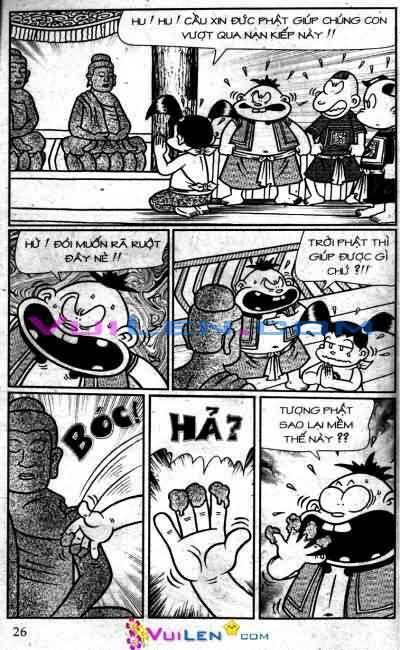 HU ! HU ! CẦU XIN ĐỨC PHẬT GIÚP CHÚNG CON
VƯỢT QUA NẠN KIẾP NÀY !!
HỪ ! ĐÓI MUỐN RÃ RUỘT
ĐÂY NÈ !!
TRỜI PHẬT THÌ
GIÚP ĐƯỢC GÌ
CHỨ ?!!
VuiLen.com
BÓC!
HẢ?
TƯỢNG PHẬT
SAO LẠI MỀM
THẾ NÀY ??
26
VuiLen.com